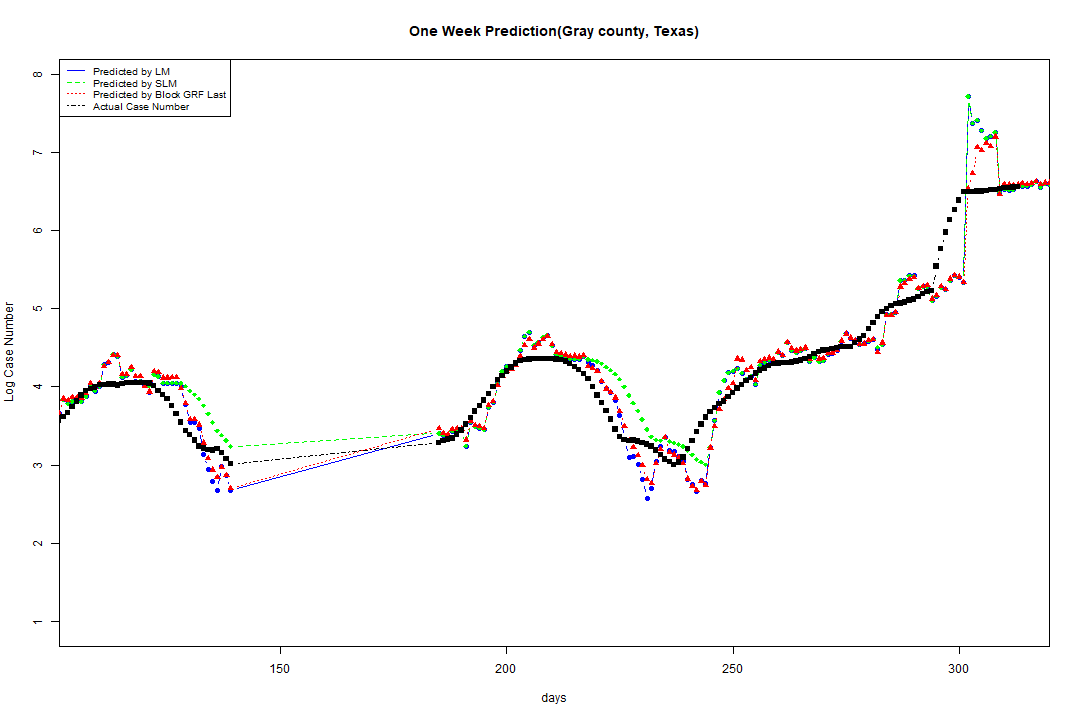 One Week Prediction(Gray county, Texas)
Predicted by LM
Predicted by SLM
Predicted by Block GRF Last
Actual Case Number
8
7
6
5
4
3
2
1
Log Case Number
150 200 250 300
days